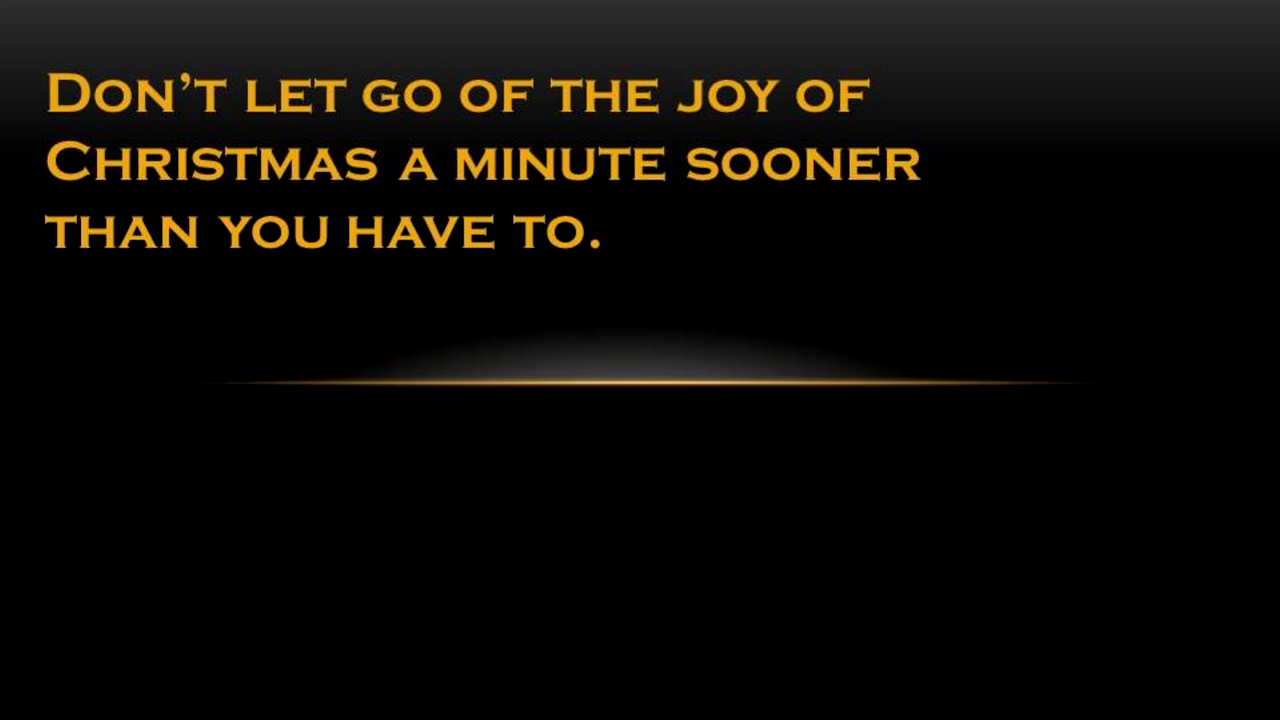 Don’t let go of the joy of
Christmas a minute sooner
than you have to.